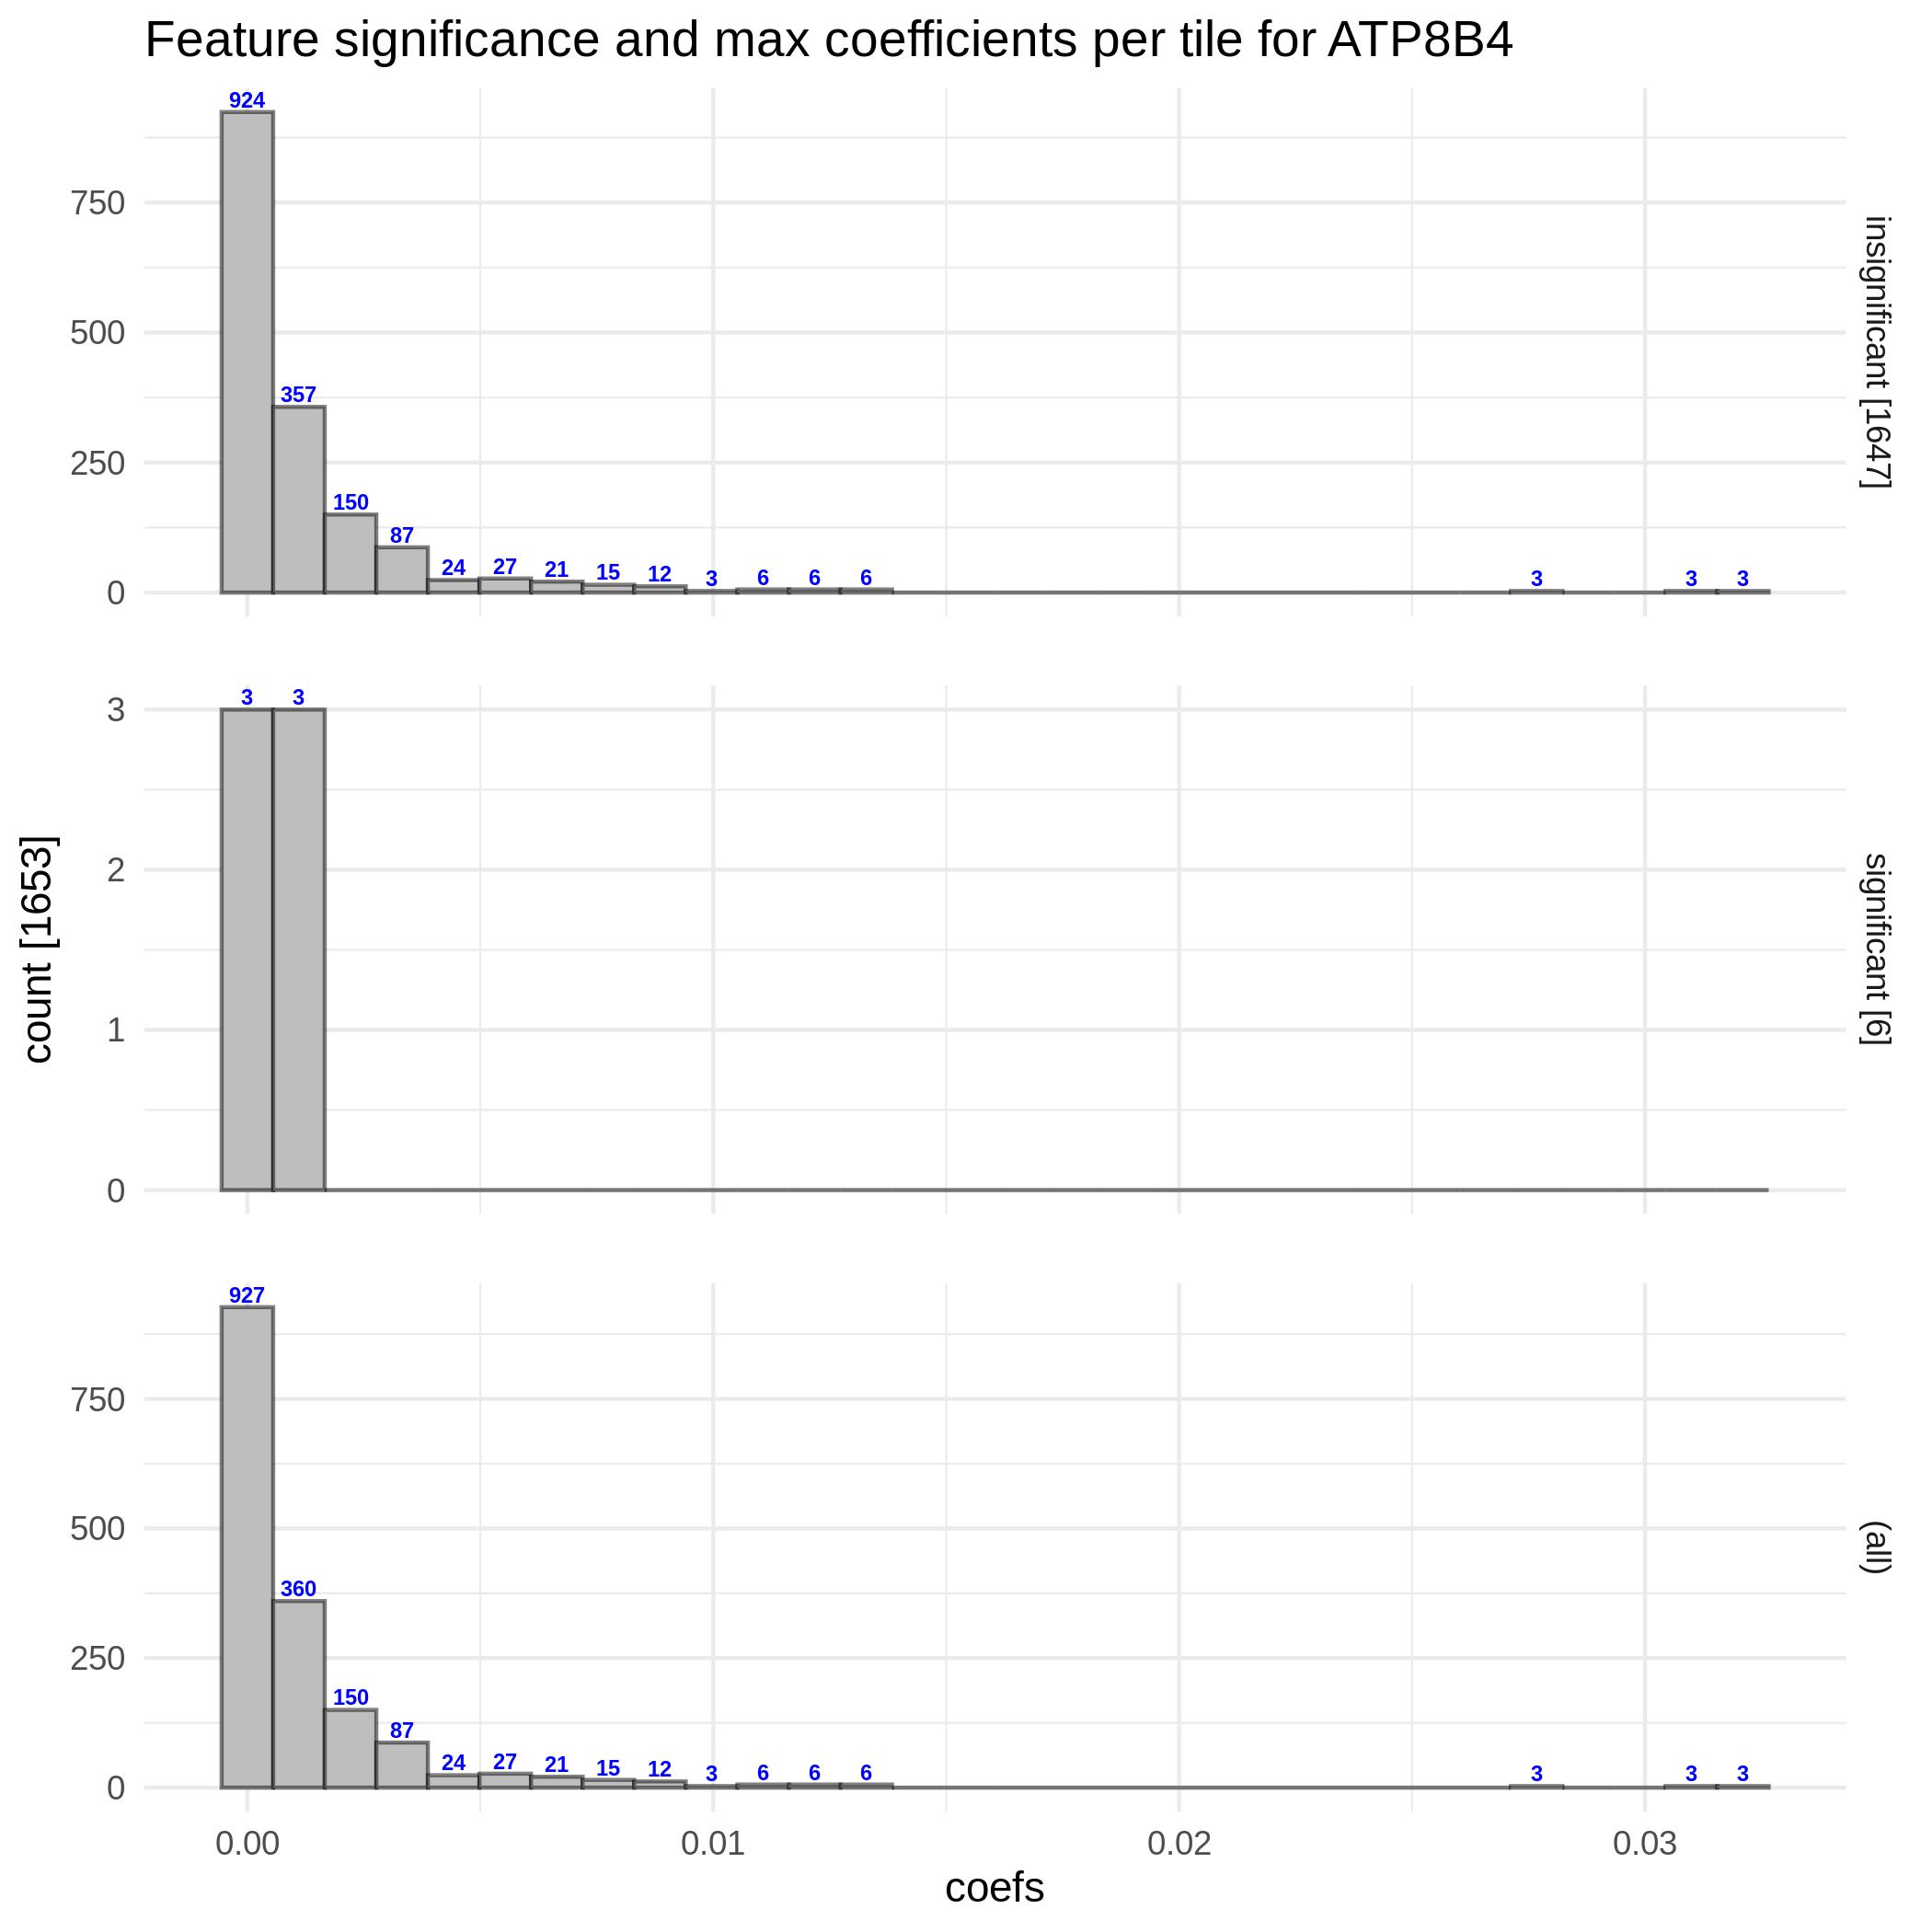 Feature significance and max coefficients per tile for ATP8B4
924
750
357
500
250
150
87
24 27 21 15 12 3 6 6 6 3 3 3
0
insignificant [1647]
3 3
3
2
1
0
significant [6]
count [1653]
927
750
360
500
250
150
87
24 27 21 15 12 3 6 6 6 3 3 3
0
(all)
0.00 0.01 0.02 0.03
coefs